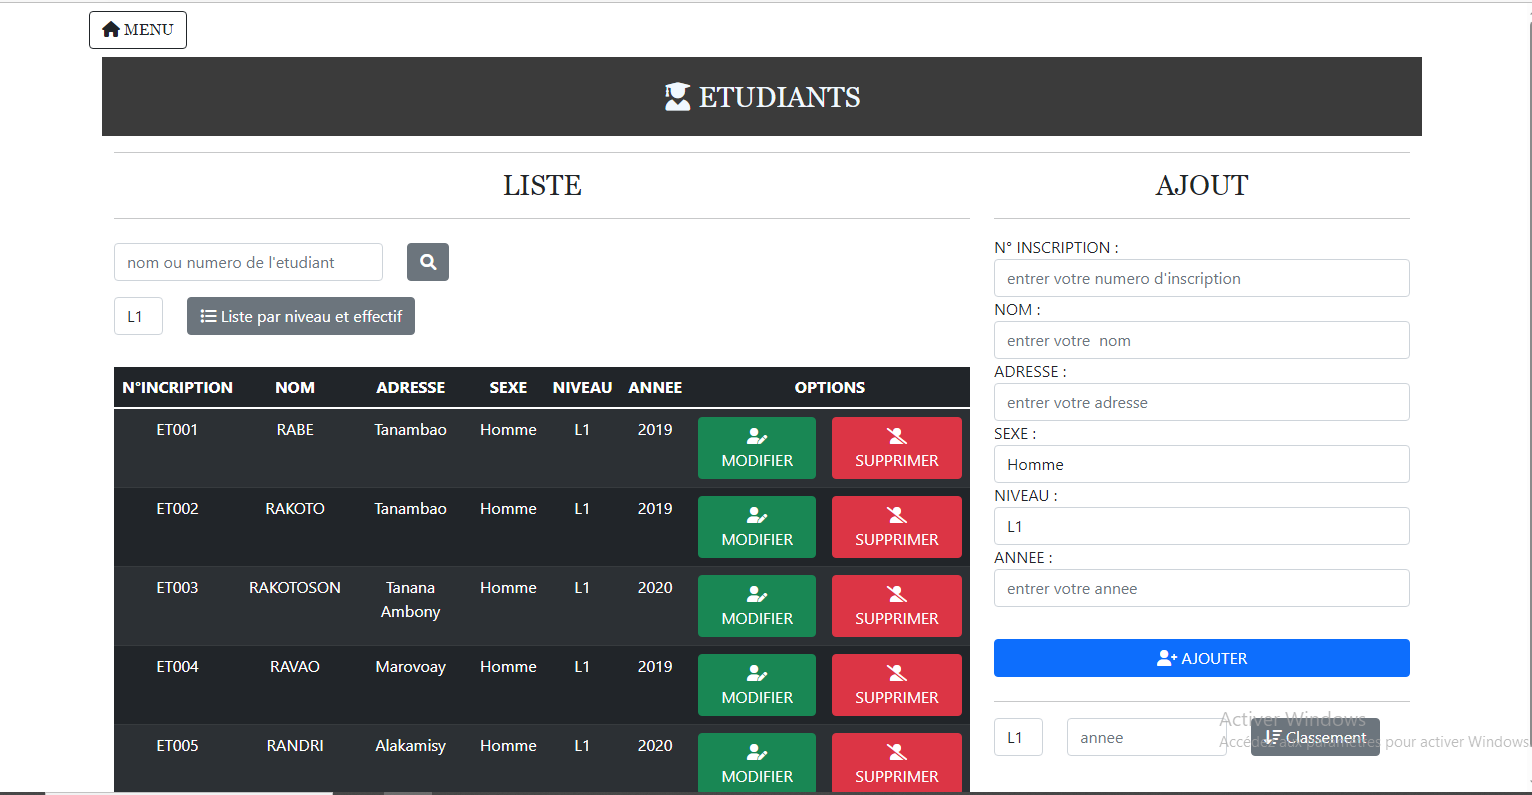 MENU
ETUDIANTS
LISTE
nom ou numero de l'etudiant
L1
Liste par niveau et effectif
N°INCRIPTION NOM ADRESSE SEXE NIVEAU ANNEE OPTIONS
ET001 RABE Tanambao Homme L1 2019 MODIFIER SUPPRIMER
ET002 RAKOTO Tanambao Homme L1 2019 MODIFIER SUPPRIMER
ET003 RAKOTOSON Tanana Homme L1 2020 MODIFIER SUPPRIMER
Ambony
ET004 RAVAO Marovoay Homme L1 2019 MODIFIER SUPPRIMER
ET005 RANDRI Alakamisy Homme L1 2020 MODIFIER SUPPRIMER
AJOUT
N° INSCRIPTION :
entrer votre numero d'inscription
NOM :
entrer votre nom
ADRESSE :
entrer votre adresse
SEXE :
Homme
NIVEAU :
L1
ANNEE :
entrer votre annee
AJOUTER
L1 annee Classement
Activer Windows
Accédez aux paramètres pour activer Windows